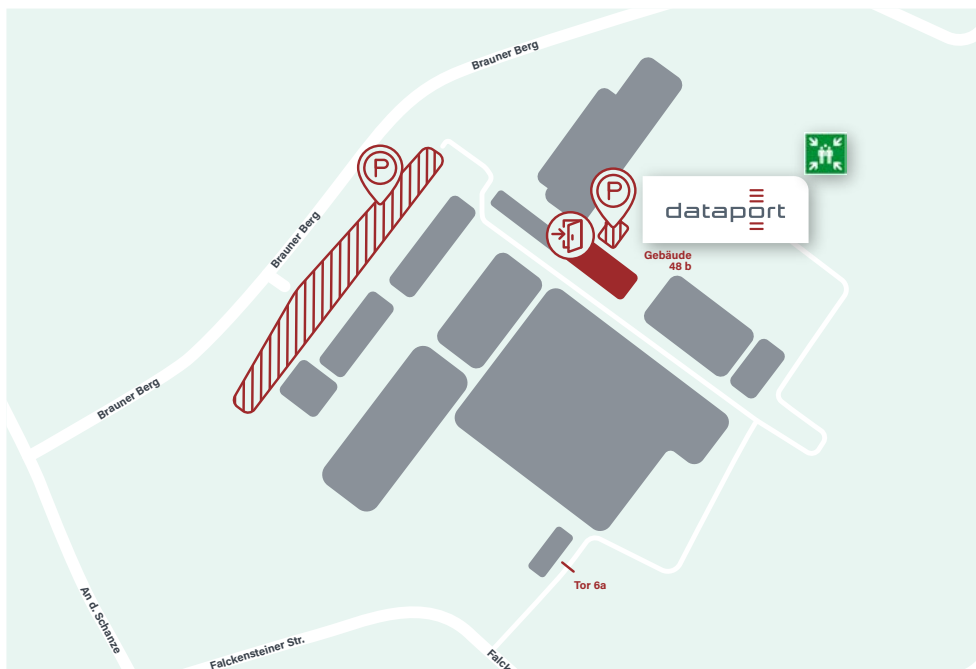 Brauner Berg
P
P
dataport
Brauner Berg
Gebäude
48 b
Brauner Berg
Tor 6a
An d. Schanze
Falckensteiner Str.
Falck